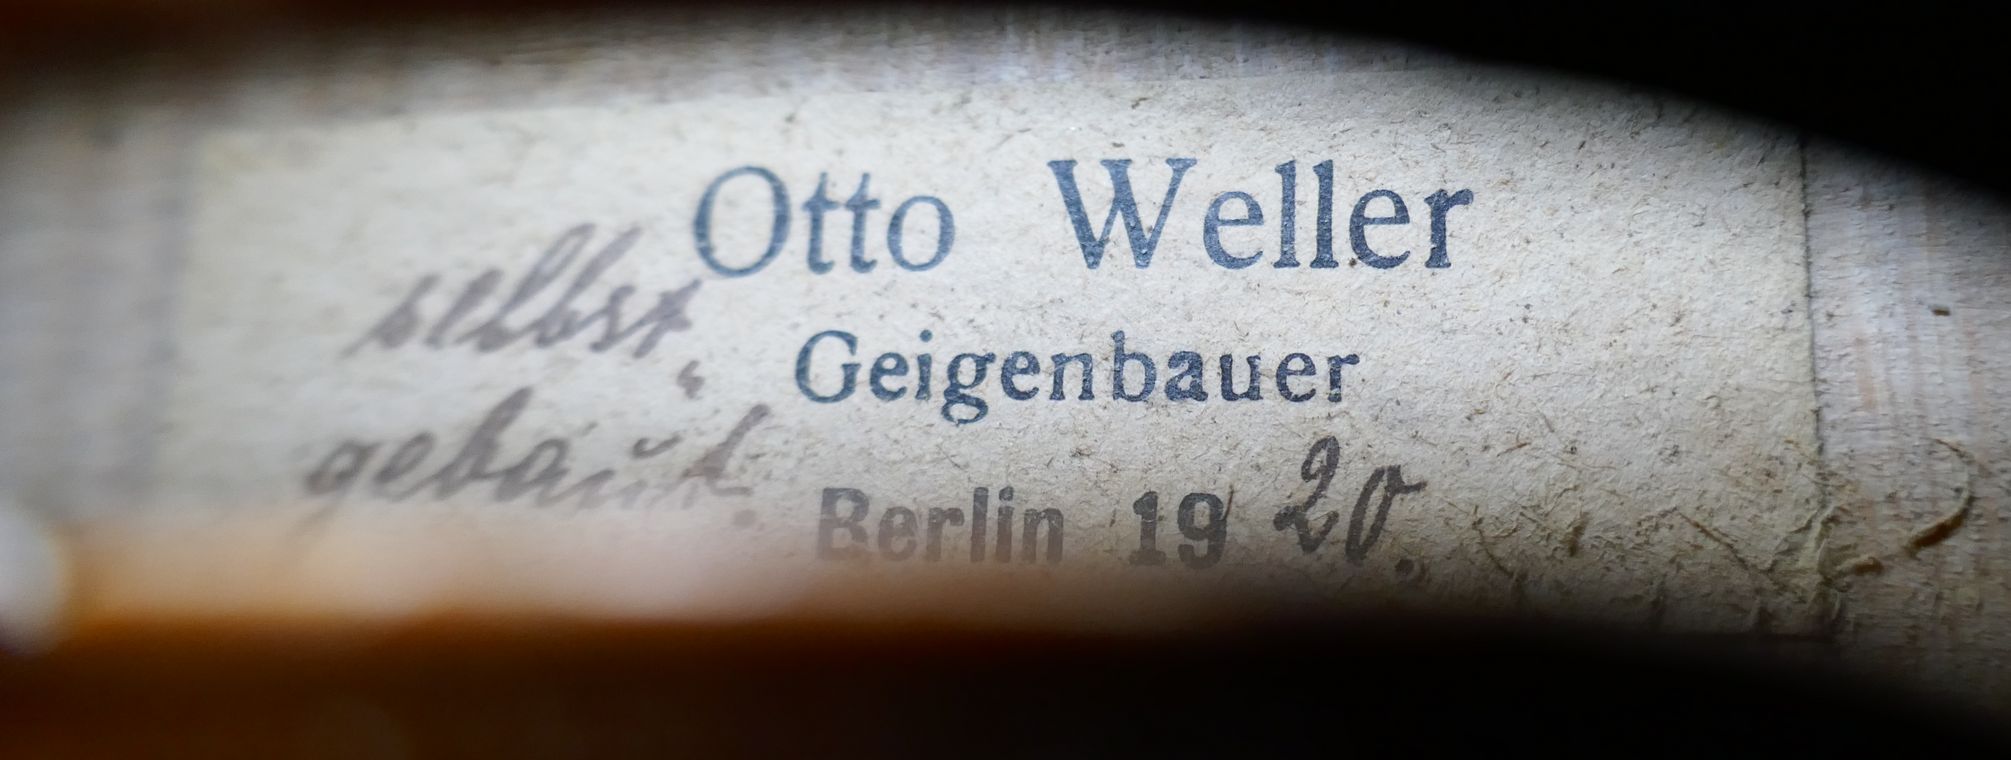 Otto Weller
selbst
Geigenbauer
gebaut.
Berlin 1920.